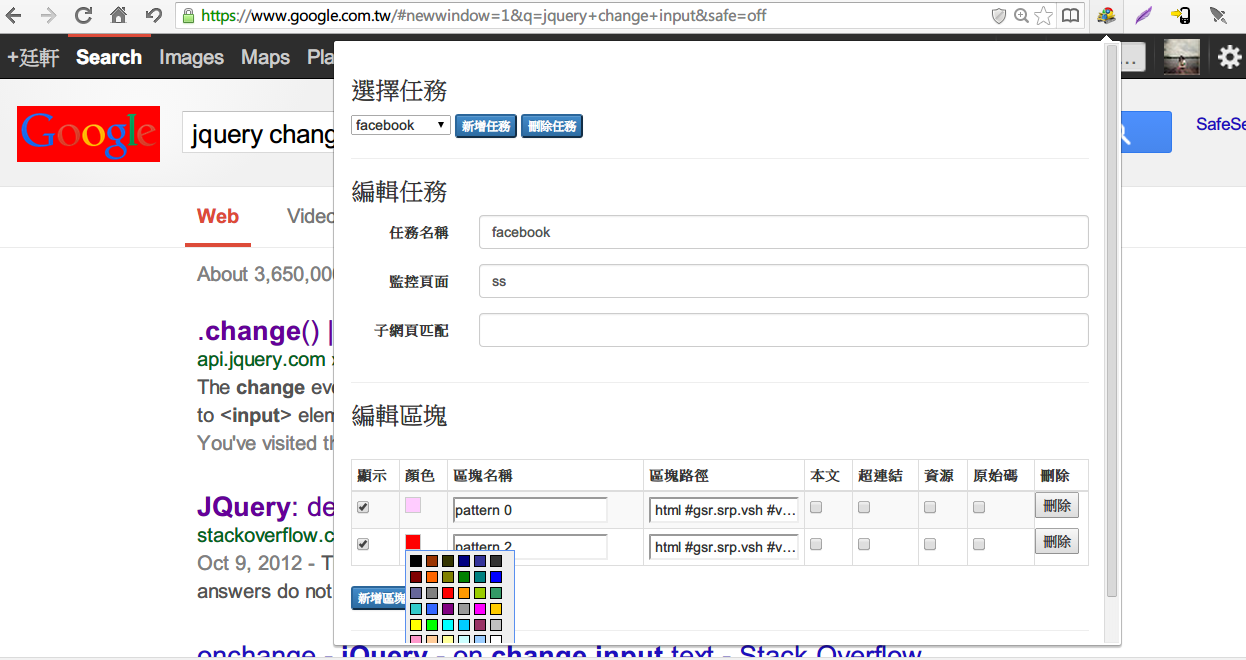 https://www.google.com.tw/#newwindow=1&q=jquery+change+input&safe=off
+廷軒 Search Images Maps Pla
...
Google
jquery chang
SafeSe
Web Videc
About 3,650,00
.change() |
api.jquery.com
The change eve
to <input> elem
You've visited th
JQuery: de
stackoverflow.c
Oct 9, 2012 - T
answers do not
onchange - jQuery - on change input text - Stack Overflow
選擇任務
facebook 新增任務 刪除任務
編輯任務
任務名稱 facebook
監控頁面 ss
子網頁匹配
編輯區塊
顯示 顏色 區塊名稱 區塊路徑 本文 超連結 資源 原始碼 刪除
pattern 0 html #gsr.srp.vsh #v... 刪除
pattern 2 html #gsr.srp.vsh #v... 刪除
新增區塊